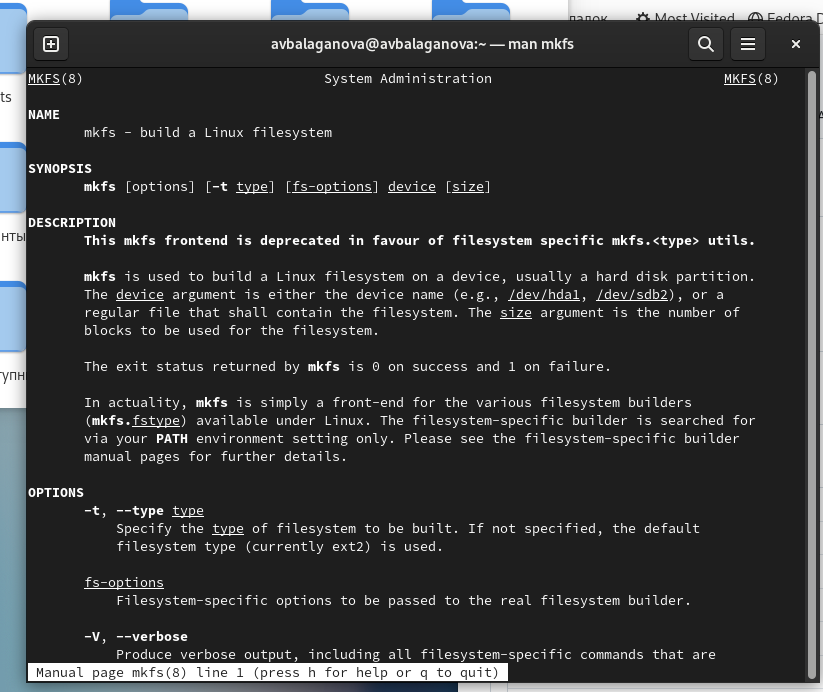 папок
Most Visited
Fedora D
avbalaganova@avbalaganova:~ — man mkfs
ts
нты
тупн
MKFS(8) System Administration MKFS(8)
NAME
mkfs - build a Linux filesystem
SYNOPSIS
mkfs [options] [-t type] [fs-options] device [size]
DESCRIPTION
This mkfs frontend is deprecated in favour of filesystem specific mkfs.<type> utils.
mkfs is used to build a Linux filesystem on a device, usually a hard disk partition.
The device argument is either the device name (e.g., /dev/hda1, /dev/sdb2), or a
regular file that shall contain the filesystem. The size argument is the number of
blocks to be used for the filesystem.
The exit status returned by mkfs is 0 on success and 1 on failure.
In actuality, mkfs is simply a front-end for the various filesystem builders
(mkfs.fstype) available under Linux. The filesystem-specific builder is searched for
via your PATH environment setting only. Please see the filesystem-specific builder
manual pages for further details.
OPTIONS
-t, --type type
Specify the type of filesystem to be built. If not specified, the default
filesystem type (currently ext2) is used.
fs-options
Filesystem-specific options to be passed to the real filesystem builder.
-V, --verbose
Produce verbose output, including all filesystem-specific commands that are
Manual page mkfs(8) line 1 (press h for help or q to quit)